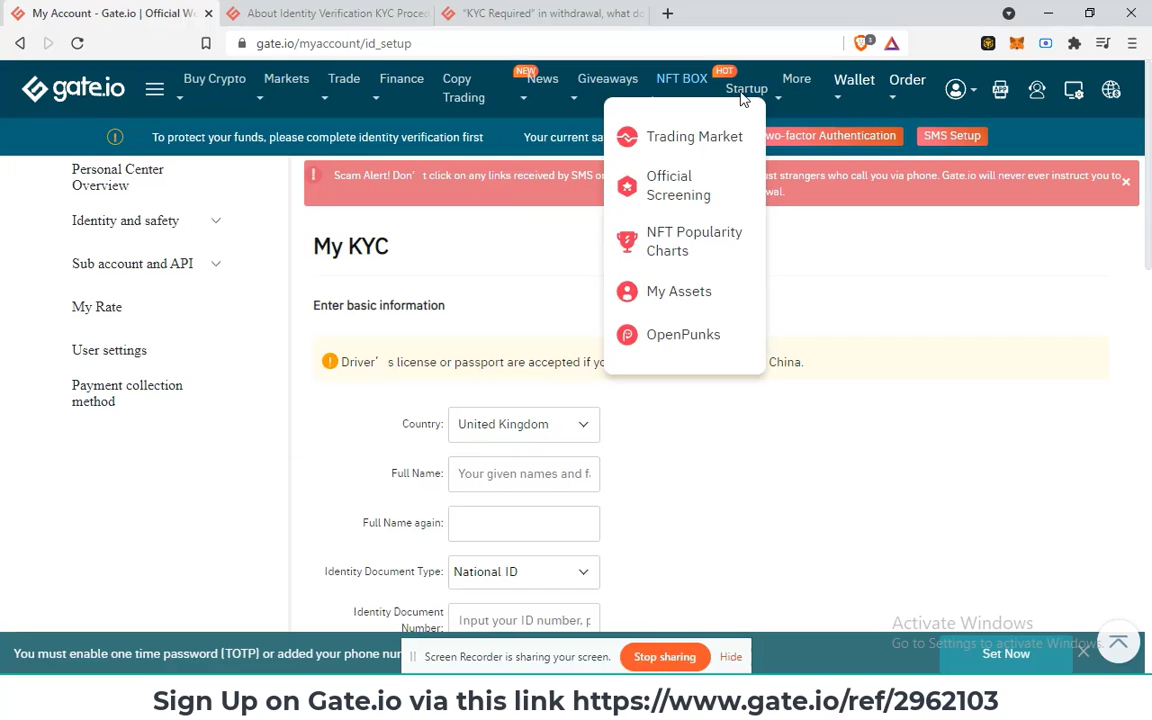 My Account - Gate.io | Official We
About Identity Verification KYC Proced
"KYC Required" in withdrawal, what do
gate.io/myaccount/id_setup
3
gate.io
Buy Crypto
Markets
Trade
Finance
Copy
Trading
NEW
News
Giveaways
NFT BOX
HOT
Startup
More
Wallet
Order
APP
To protect your funds, please complete identity verification first
Your current sa
wo-factor Authentication
SMS Setup
Personal Center
Overview
Identity and safety
Sub account and API
My Rate
User settings
Payment collection
method
Scam Alert! Don't click on any links received by SMS or
ust strangers who call you via phone. Gate.io will never ever instruct you to
wal.
Trading Market
Official
Screening
NFT Popularity
Charts
My Assets
OpenPunks
My KYC
Enter basic information
Driver's license or passport are accepted if yo
China.
Country:
United Kingdom
Full Name:
Your given names and fa
Full Name again:
Identity Document Type:
National ID
Identity Document
Number:
Input your ID number, p
Activate Windows
Go to Settings to activate Windows.
You must enable one time password (TOTP) or added your phone nu
Screen Recorder is sharing your screen.
Stop sharing
Hide
Set Now
Sign Up on Gate.io via this link https://www.gate.io/ref/2962103